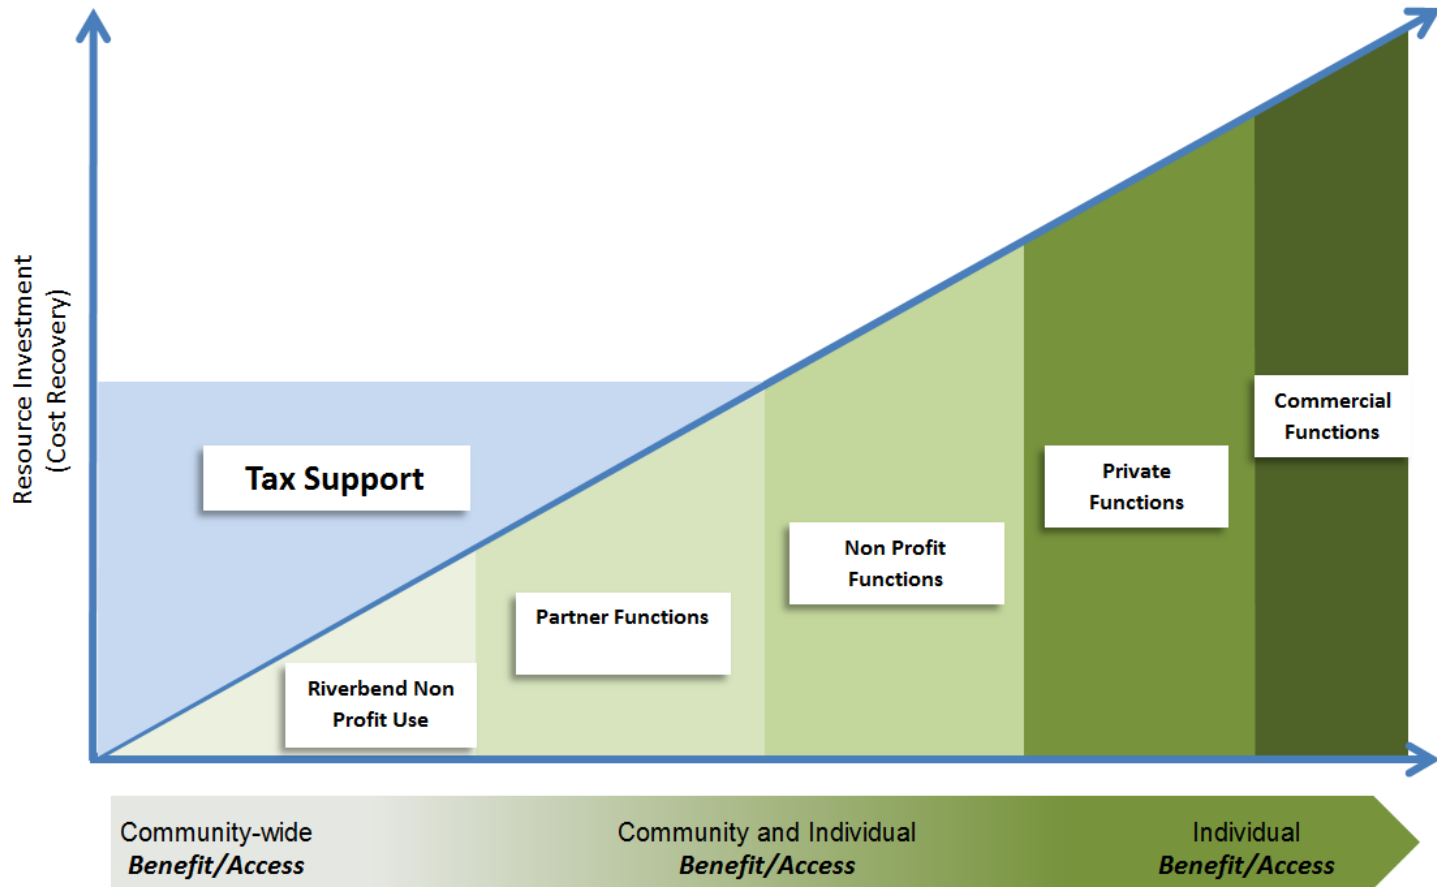 Resource Investment
(Cost Recovery)
Tax Support
Commercial
Functions
Private
Functions
Non Profit
Functions
Partner Functions
Riverbend Non
Profit Use
Community-wide
Benefit/Access
Community and Individual
Benefit/Access
Individual
Benefit/Access